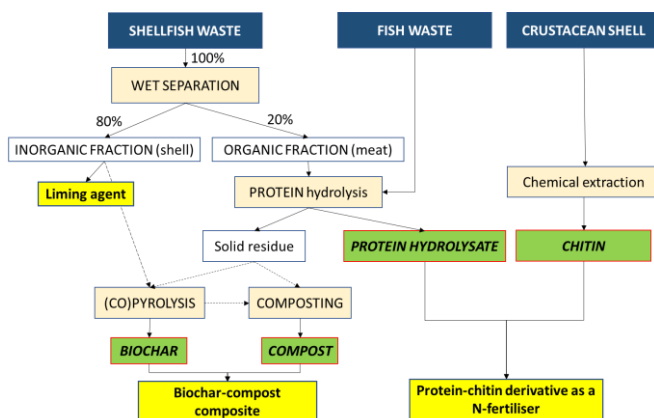 SHELLFISH WASTE
FISH WASTE
CRUSTACEAN SHELL
100%
WET SEPARATION
80%
20%
INORGANIC FRACTION (shell)
ORGANIC FRACTION (meat)
Liming agent
PROTEIN hydrolysis
Chemical extraction
Solid residue
PROTEIN HYDROLYSATE
CHITIN
(CO)PYROLYSIS
COMPOSTING
BIOCHAR
COMPOST
Biochar-compost
composite
Protein-chitin derivative as a
N-fertiliser